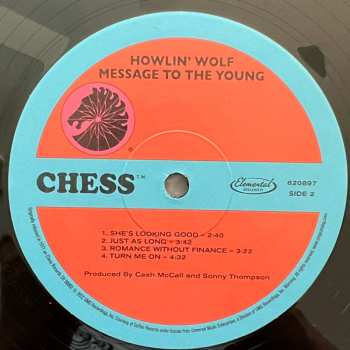 HOWLIN' WOLF
MESSAGE TO THE YOUNG
®
CHESS™
Elemental
MUSIC
620897
SIDE 2
1. SHE'S LOOKING GOOD – 2:40
2. JUST AS LONG – 3:42
3. ROMANCE WITHOUT FINANCE – 3:22
4. TURN ME ON – 4:32
Produced By Cash McCall and Sonny Thompson